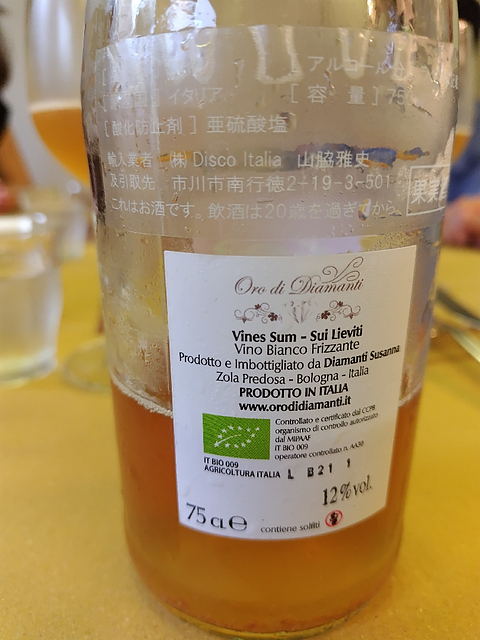 アルコール
イタリア [容 量] 75
[酸化防止剤] 亜硫酸塩
輸入業者 ㈱ Disco Italia 山脇雅史
及引取先 市川市南行徳2-19-3-501
これはお酒です。飲酒は20歳を過ぎてから
果実
Oro di Diamanti
Vines Sum - Sui Lieviti
Vino Bianco Frizzante
Prodotto e Imbottigliato da Diamanti Susanna
Zola Predosa - Bologna - Italia
PRODOTTO IN ITALIA
www.orodidiamanti.it
Controllato e certificato dal CCPB
organismo di controllo autorizzato
dal MIPAAF
IT BIO 009
operatore controllato n. AA30
IT BIO 009
AGRICOLTURA ITALIA L B21 1
12%vol.
75 CL e
contiene solfiti